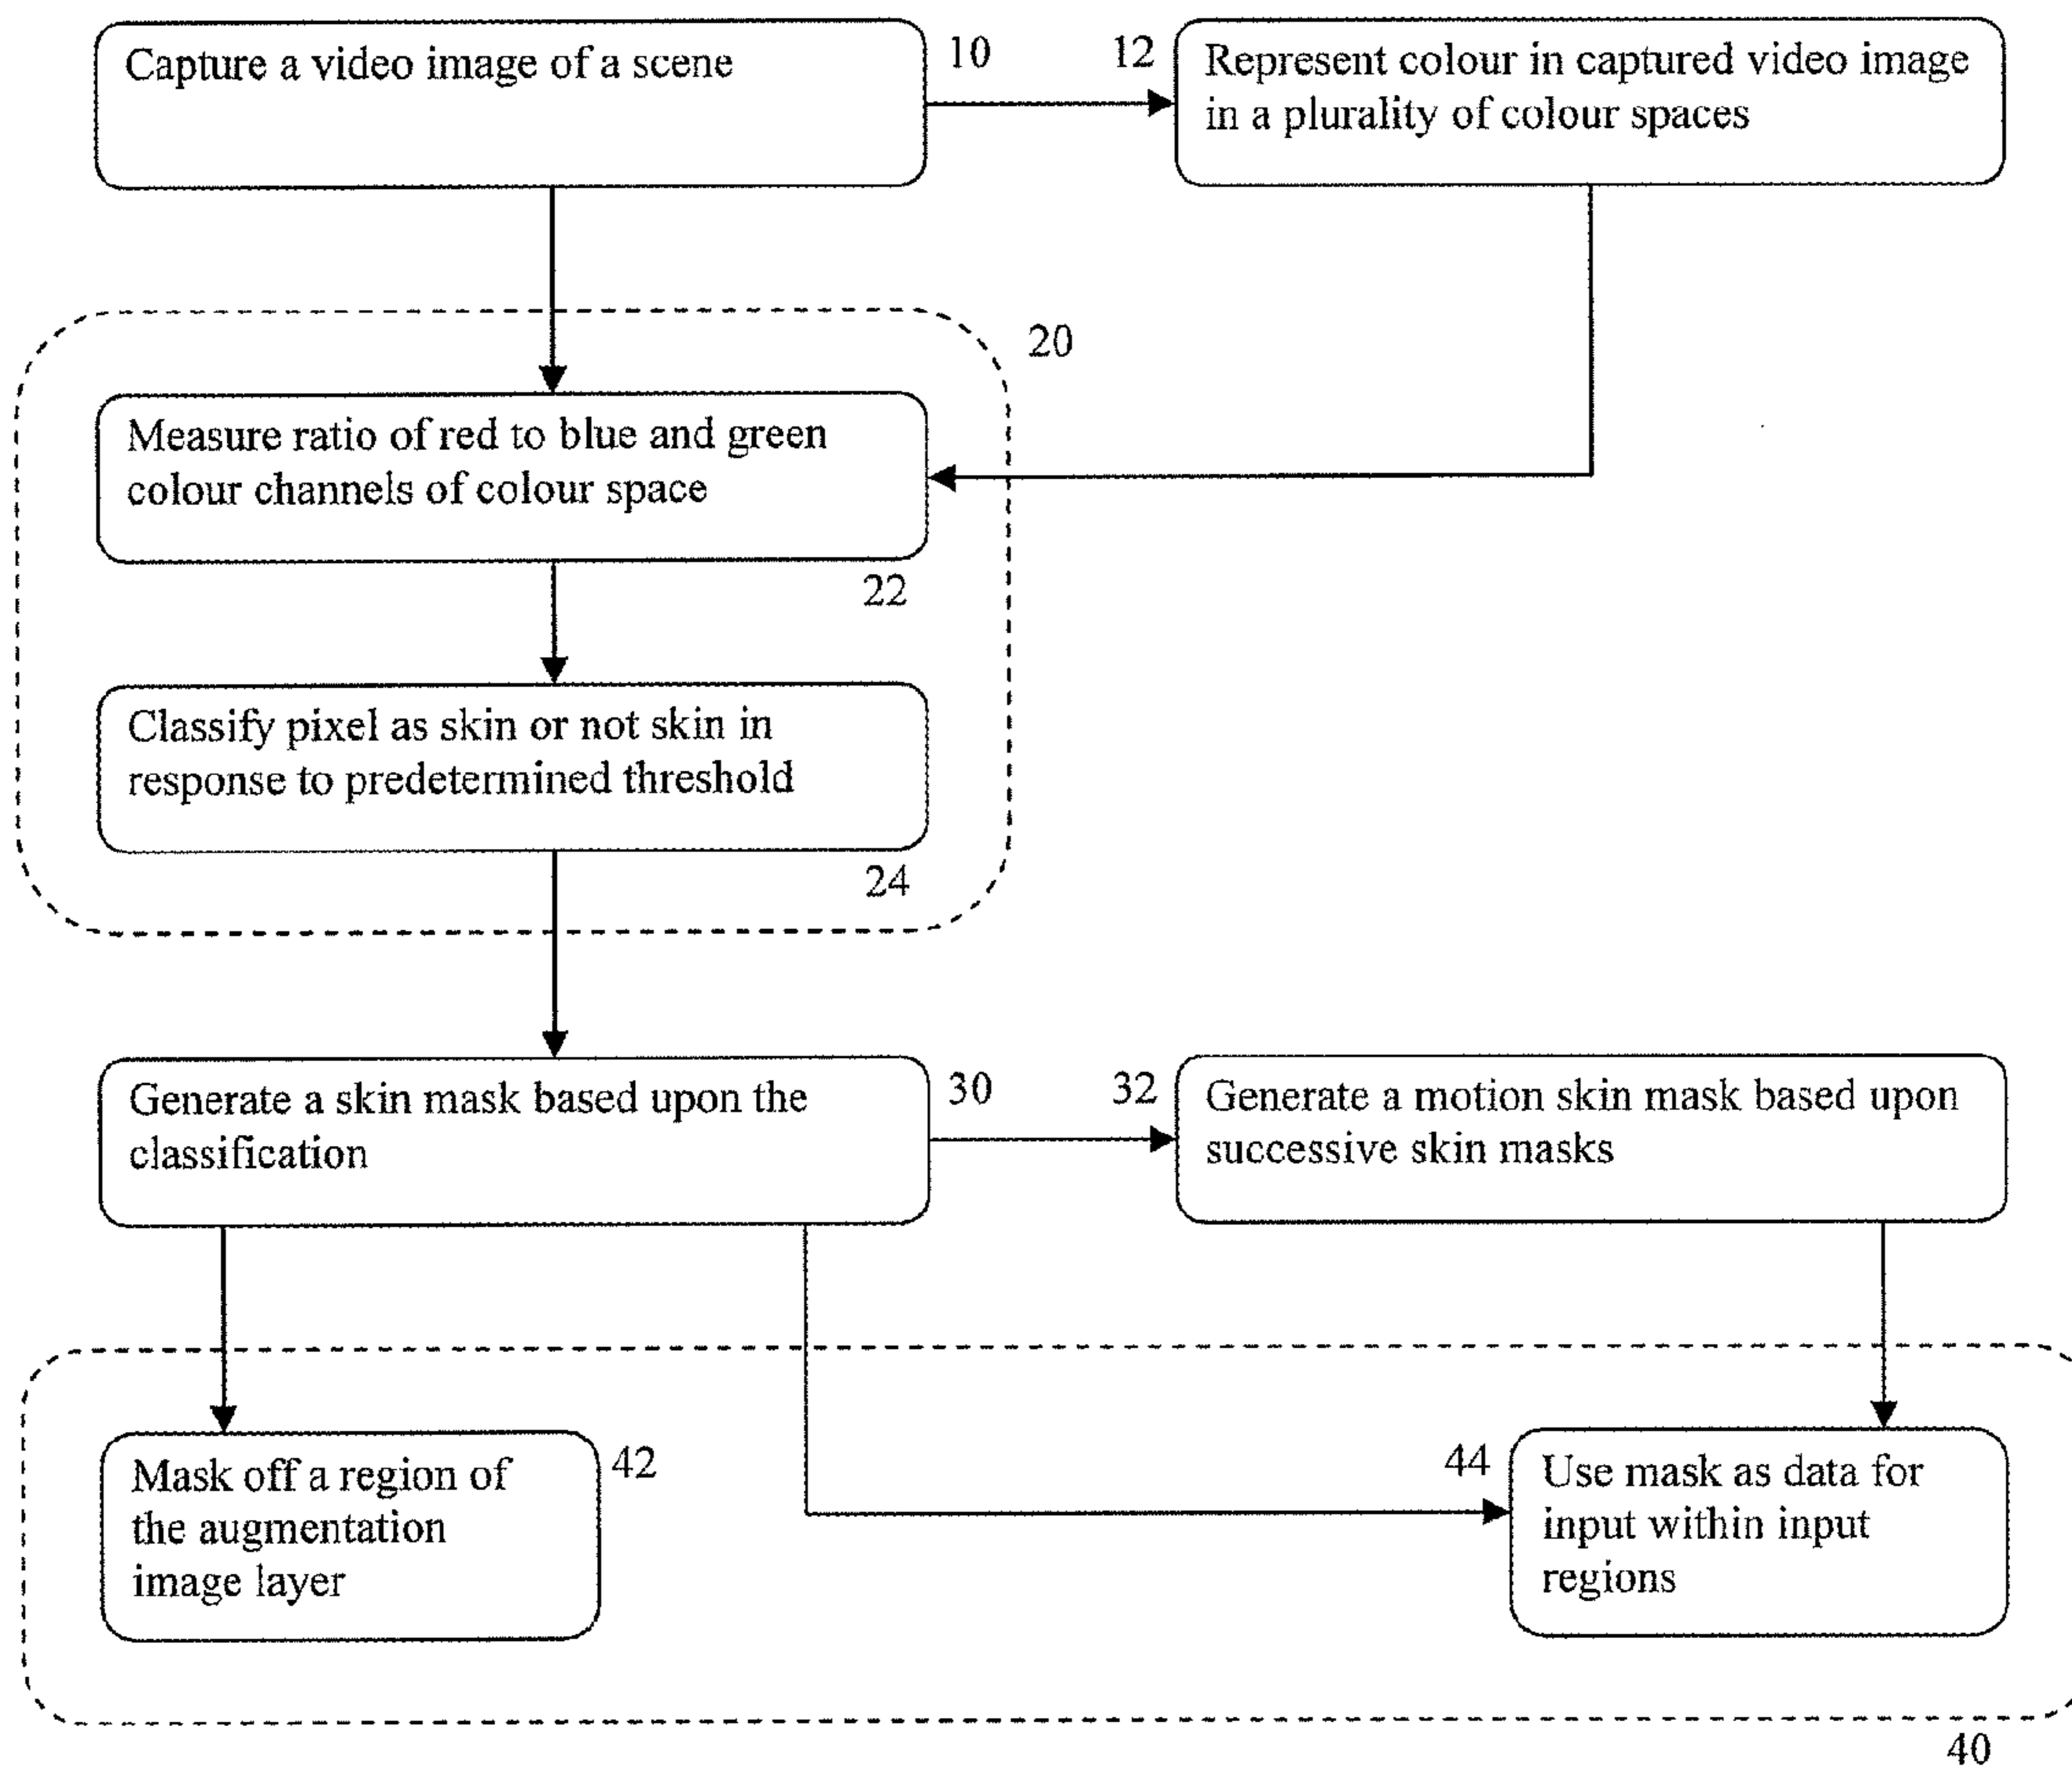 Capture a video image of a scene
10
12
Represent colour in captured video image
in a plurality of colour spaces
20
Measure ratio of red to blue and green
colour channels of colour space
22
Classify pixel as skin or not skin in
response to predetermined threshold
24
Generate a skin mask based upon the
classification
30
32
Generate a motion skin mask based upon
successive skin masks
Mask off a region of
the augmentation
image layer
42
44
Use mask as data for
input within input
regions
40